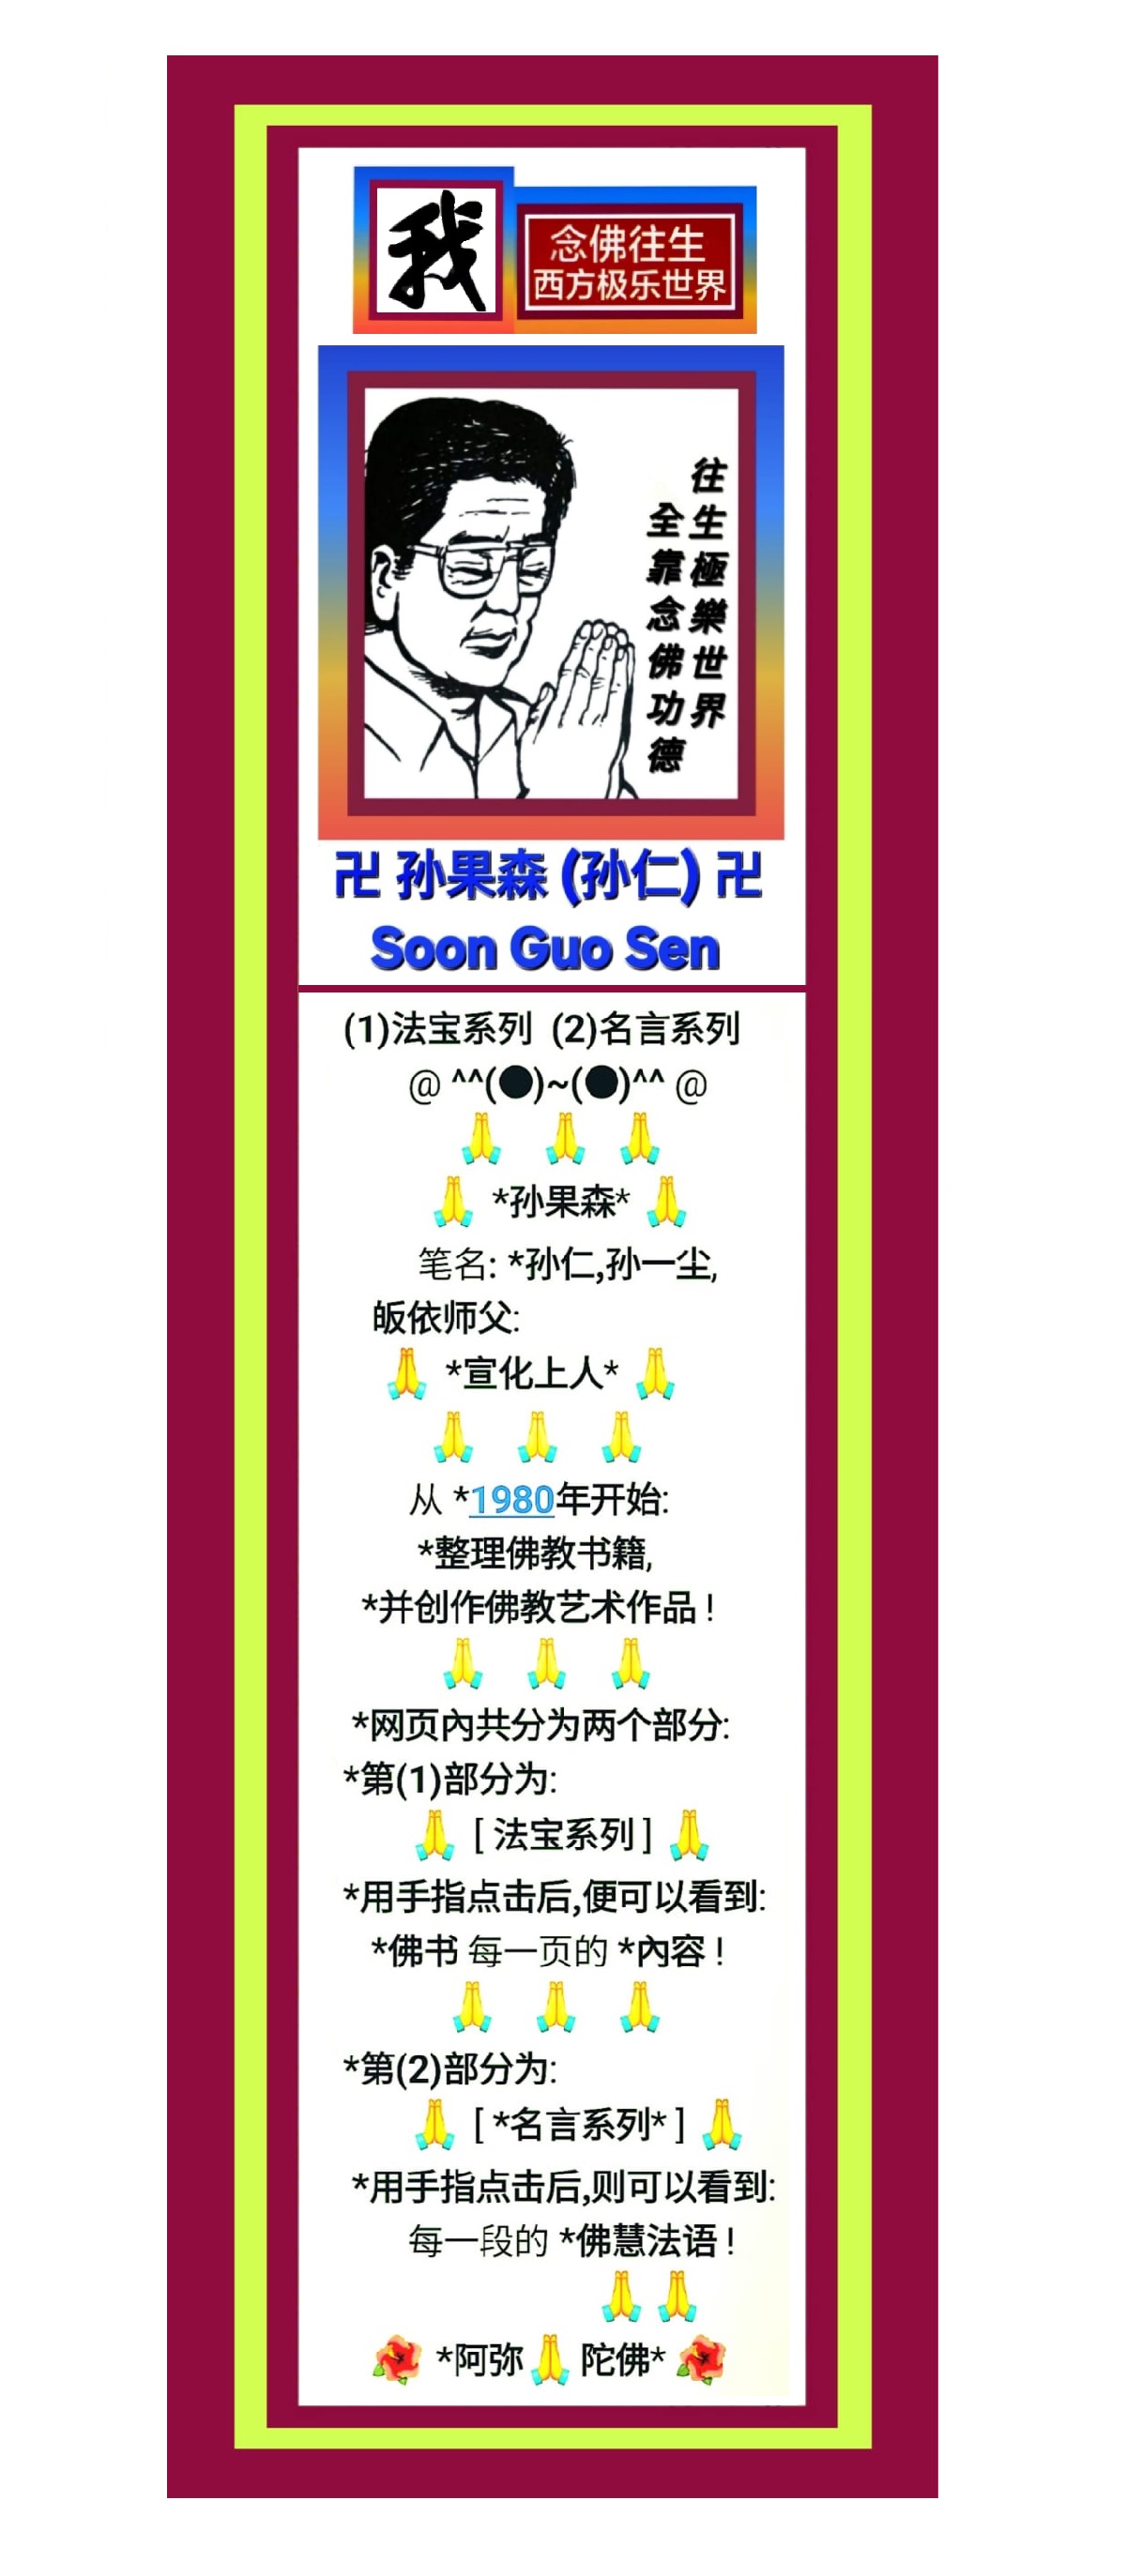 我
念佛往生
西方极乐世界
往生極樂世界
全靠念佛功德
卍 孙果森 (孙仁) 卍
Soon Guo Sen
(1)法宝系列 (2)名言系列
@ ^^(●)~(●)^^ @
🙏 🙏 🙏
🙏 *孙果森* 🙏
笔名: *孙仁,孙一尘,
皈依师父:
🙏 *宣化上人* 🙏
🙏 🙏 🙏
从 *1980年开始:
*整理佛教书籍,
*并创作佛教艺术作品 !
🙏 🙏 🙏
*网页內共分为两个部分:
*第(1)部分为:
🙏 [ 法宝系列 ] 🙏
*用手指点击后,便可以看到:
*佛书 每一页的 *內容 !
🙏 🙏 🙏
*第(2)部分为:
🙏 [ *名言系列* ] 🙏
*用手指点击后,则可以看到:
每一段的 *佛慧法语 !
🙏 🙏
🌺 *阿弥🙏陀佛* 🌺